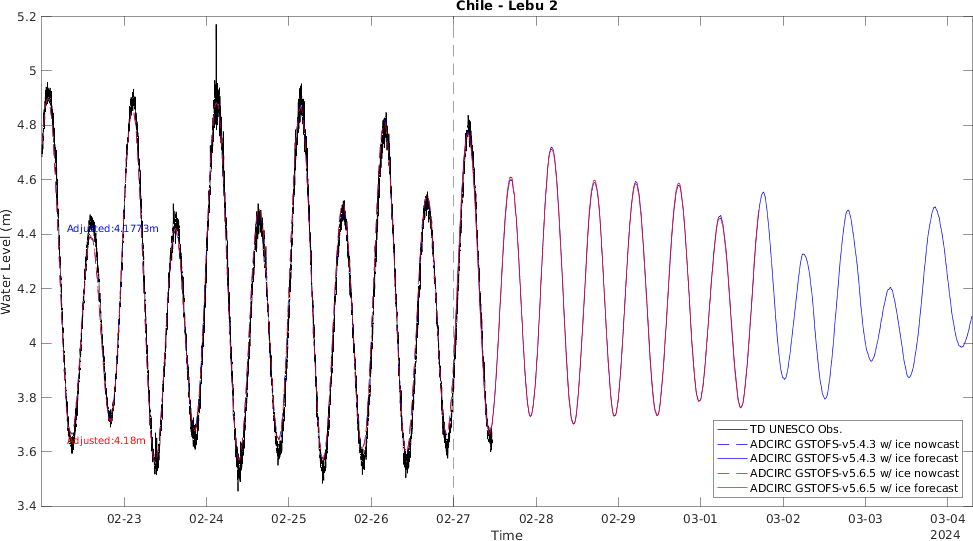 Chile - Lebu 2
5.2
5
4.8
4.6
4.4
4.2
4
3.8
3.6
3.4
Water Level (m)
Adjusted:4.1773m
Adjusted:4.18m
TD UNESCO Obs.
ADCIRC GSTOFS-v5.4.3 w/ ice nowcast
ADCIRC GSTOFS-v5.4.3 w/ ice forecast
ADCIRC GSTOFS-v5.6.5 w/ ice nowcast
ADCIRC GSTOFS-v5.6.5 w/ ice forecast
02-23 02-24 02-25 02-26 02-27 02-28 02-29 03-01 03-02 03-03 03-04
2024
Time